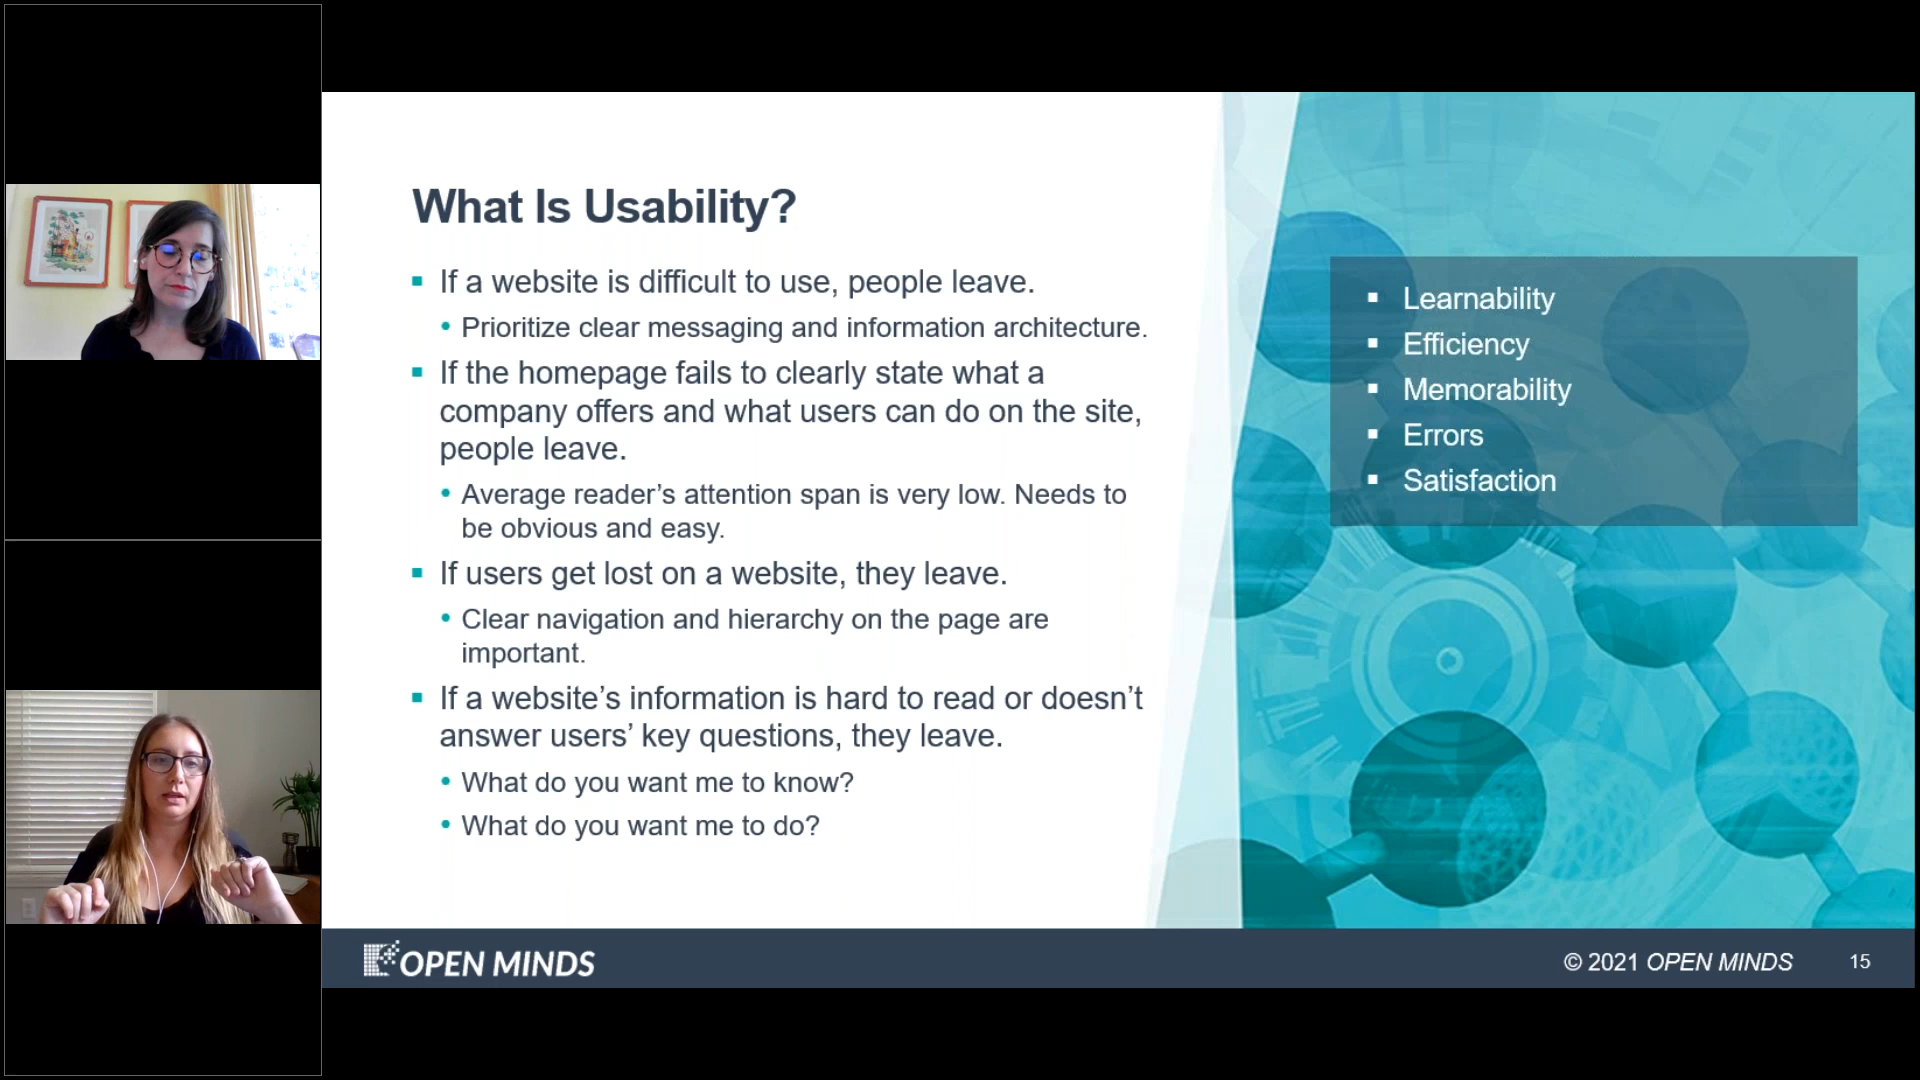 What Is Usability?
▪ If a website is difficult to use, people leave.
• Prioritize clear messaging and information architecture.
▪ If the homepage fails to clearly state what a
company offers and what users can do on the site,
people leave.
• Average reader’s attention span is very low. Needs to
be obvious and easy.
▪ If users get lost on a website, they leave.
• Clear navigation and hierarchy on the page are
important.
▪ If a website’s information is hard to read or doesn’t
answer users’ key questions, they leave.
• What do you want me to know?
• What do you want me to do?
▪ Learnability
▪ Efficiency
▪ Memorability
▪ Errors
▪ Satisfaction
OPEN MINDS
© 2021 OPEN MINDS
15